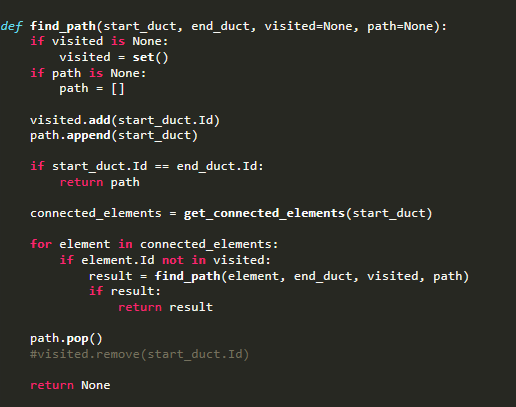 def find_path(start_duct, end_duct, visited=None, path=None):
    if visited is None:
        visited = set()
    if path is None:
        path = []

    visited.add(start_duct.Id)
    path.append(start_duct)

    if start_duct.Id == end_duct.Id:
        return path

    connected_elements = get_connected_elements(start_duct)

    for element in connected_elements:
        if element.Id not in visited:
            result = find_path(element, end_duct, visited, path)
            if result:
                return result

    path.pop()
    #visited.remove(start_duct.Id)

    return None